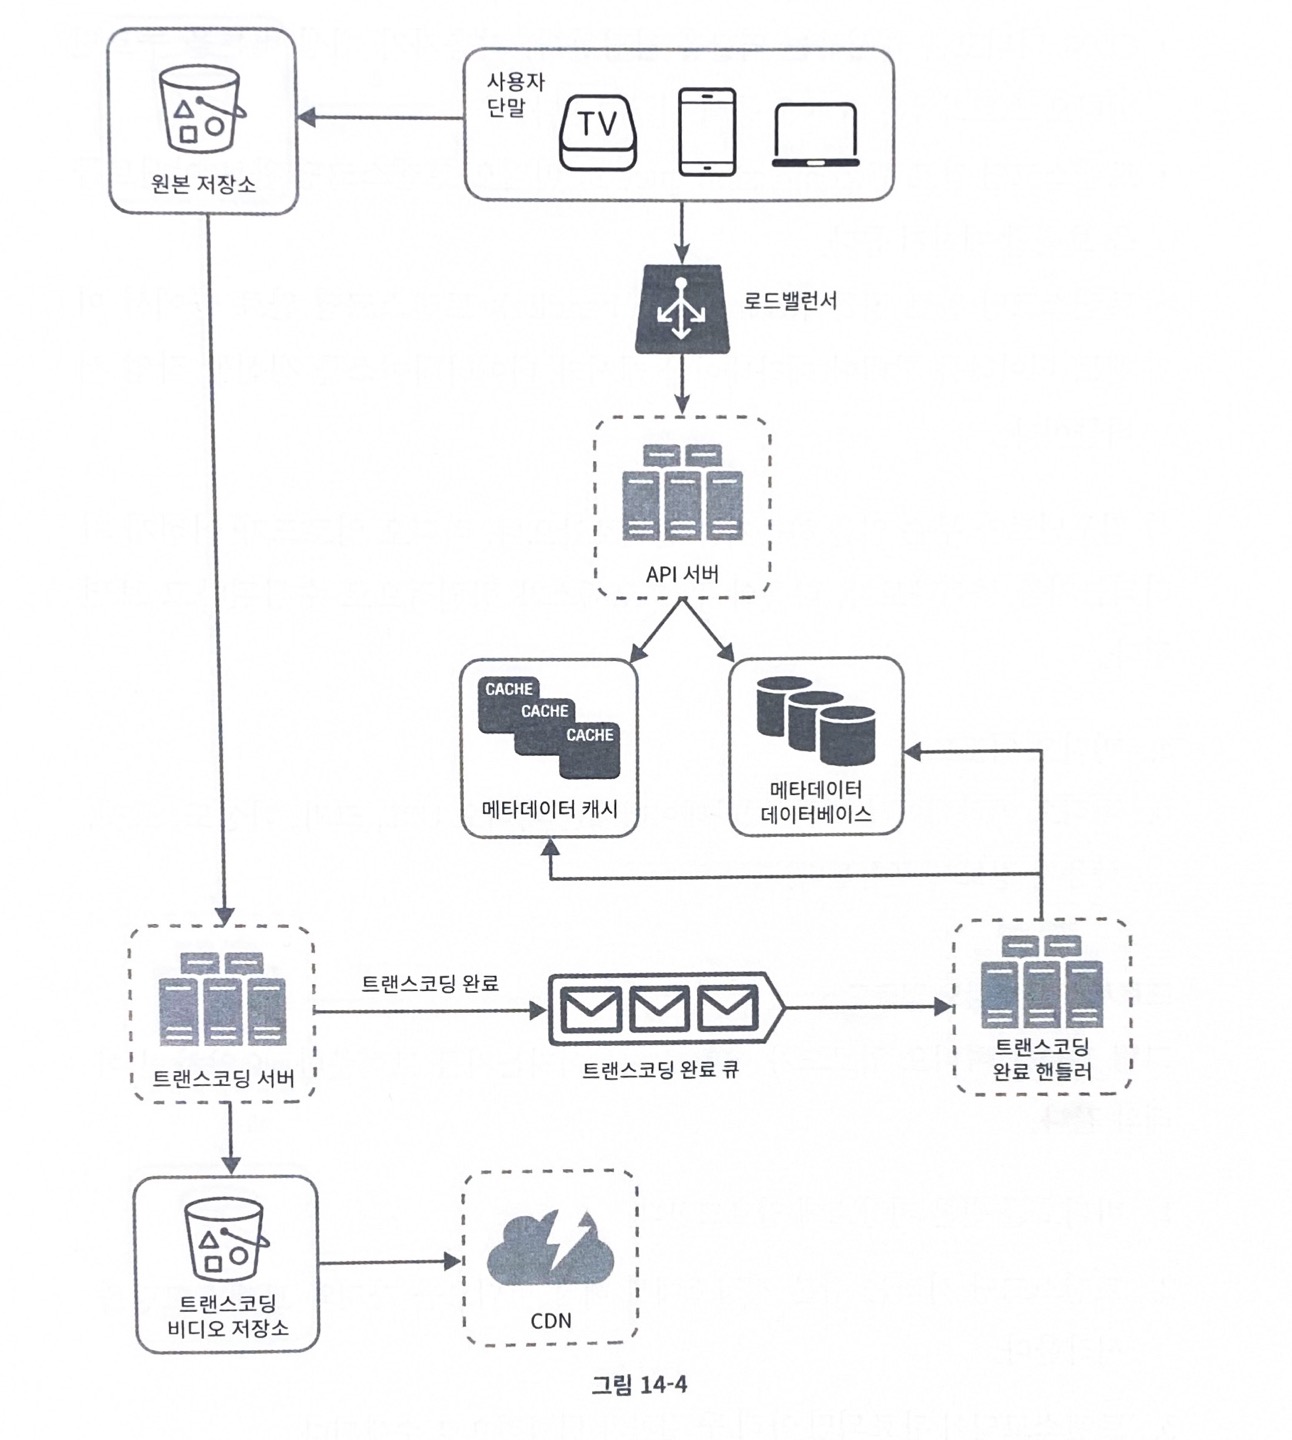 사용자
단말
TV
원본 저장소
로드밸런서
API 서버
CACHE
CACHE
CACHE
메타데이터 캐시
메타데이터
데이터베이스
트랜스코딩 서버
트랜스코딩 완료
트랜스코딩 완료 큐
트랜스코딩
완료 핸들러
트랜스코딩
비디오 저장소
CDN
그림 14-4